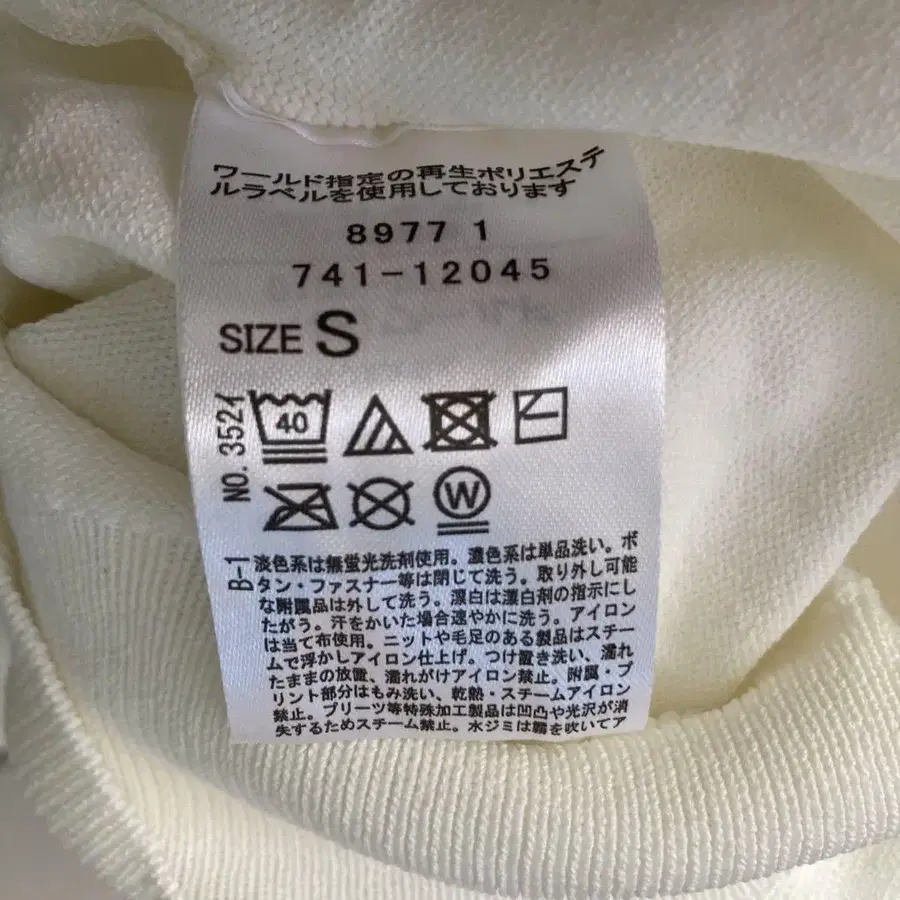 ワールド指定の再生ポリエステ
ルラベルを使用しております
8977 1
741-12045
SIZE S
NO.3521
40
W
B-1
淡色系は無蛍光洗剤使用。濃色系は単品洗い。ボ
タン・ファスナー等は閉じて洗う。取り外し可能
な附属品は外して洗う。漂白は漂白剤の指示にし
たがう。汗をかいた場合速やかに洗う。アイロン
は当て布使用。ニットや毛足のある製品はスチー
ムで浮かしアイロン仕上げ。つけ置き洗い、濡れ
たままの放置、濡れがけアイロン禁止。附属・プ
リント部分はもみ洗い、乾熱・スチームアイロン
禁止。プリーツ等特殊加工製品は凹凸や光沢が消
失するためスチーム禁止。水ジミは霧を吹いてア